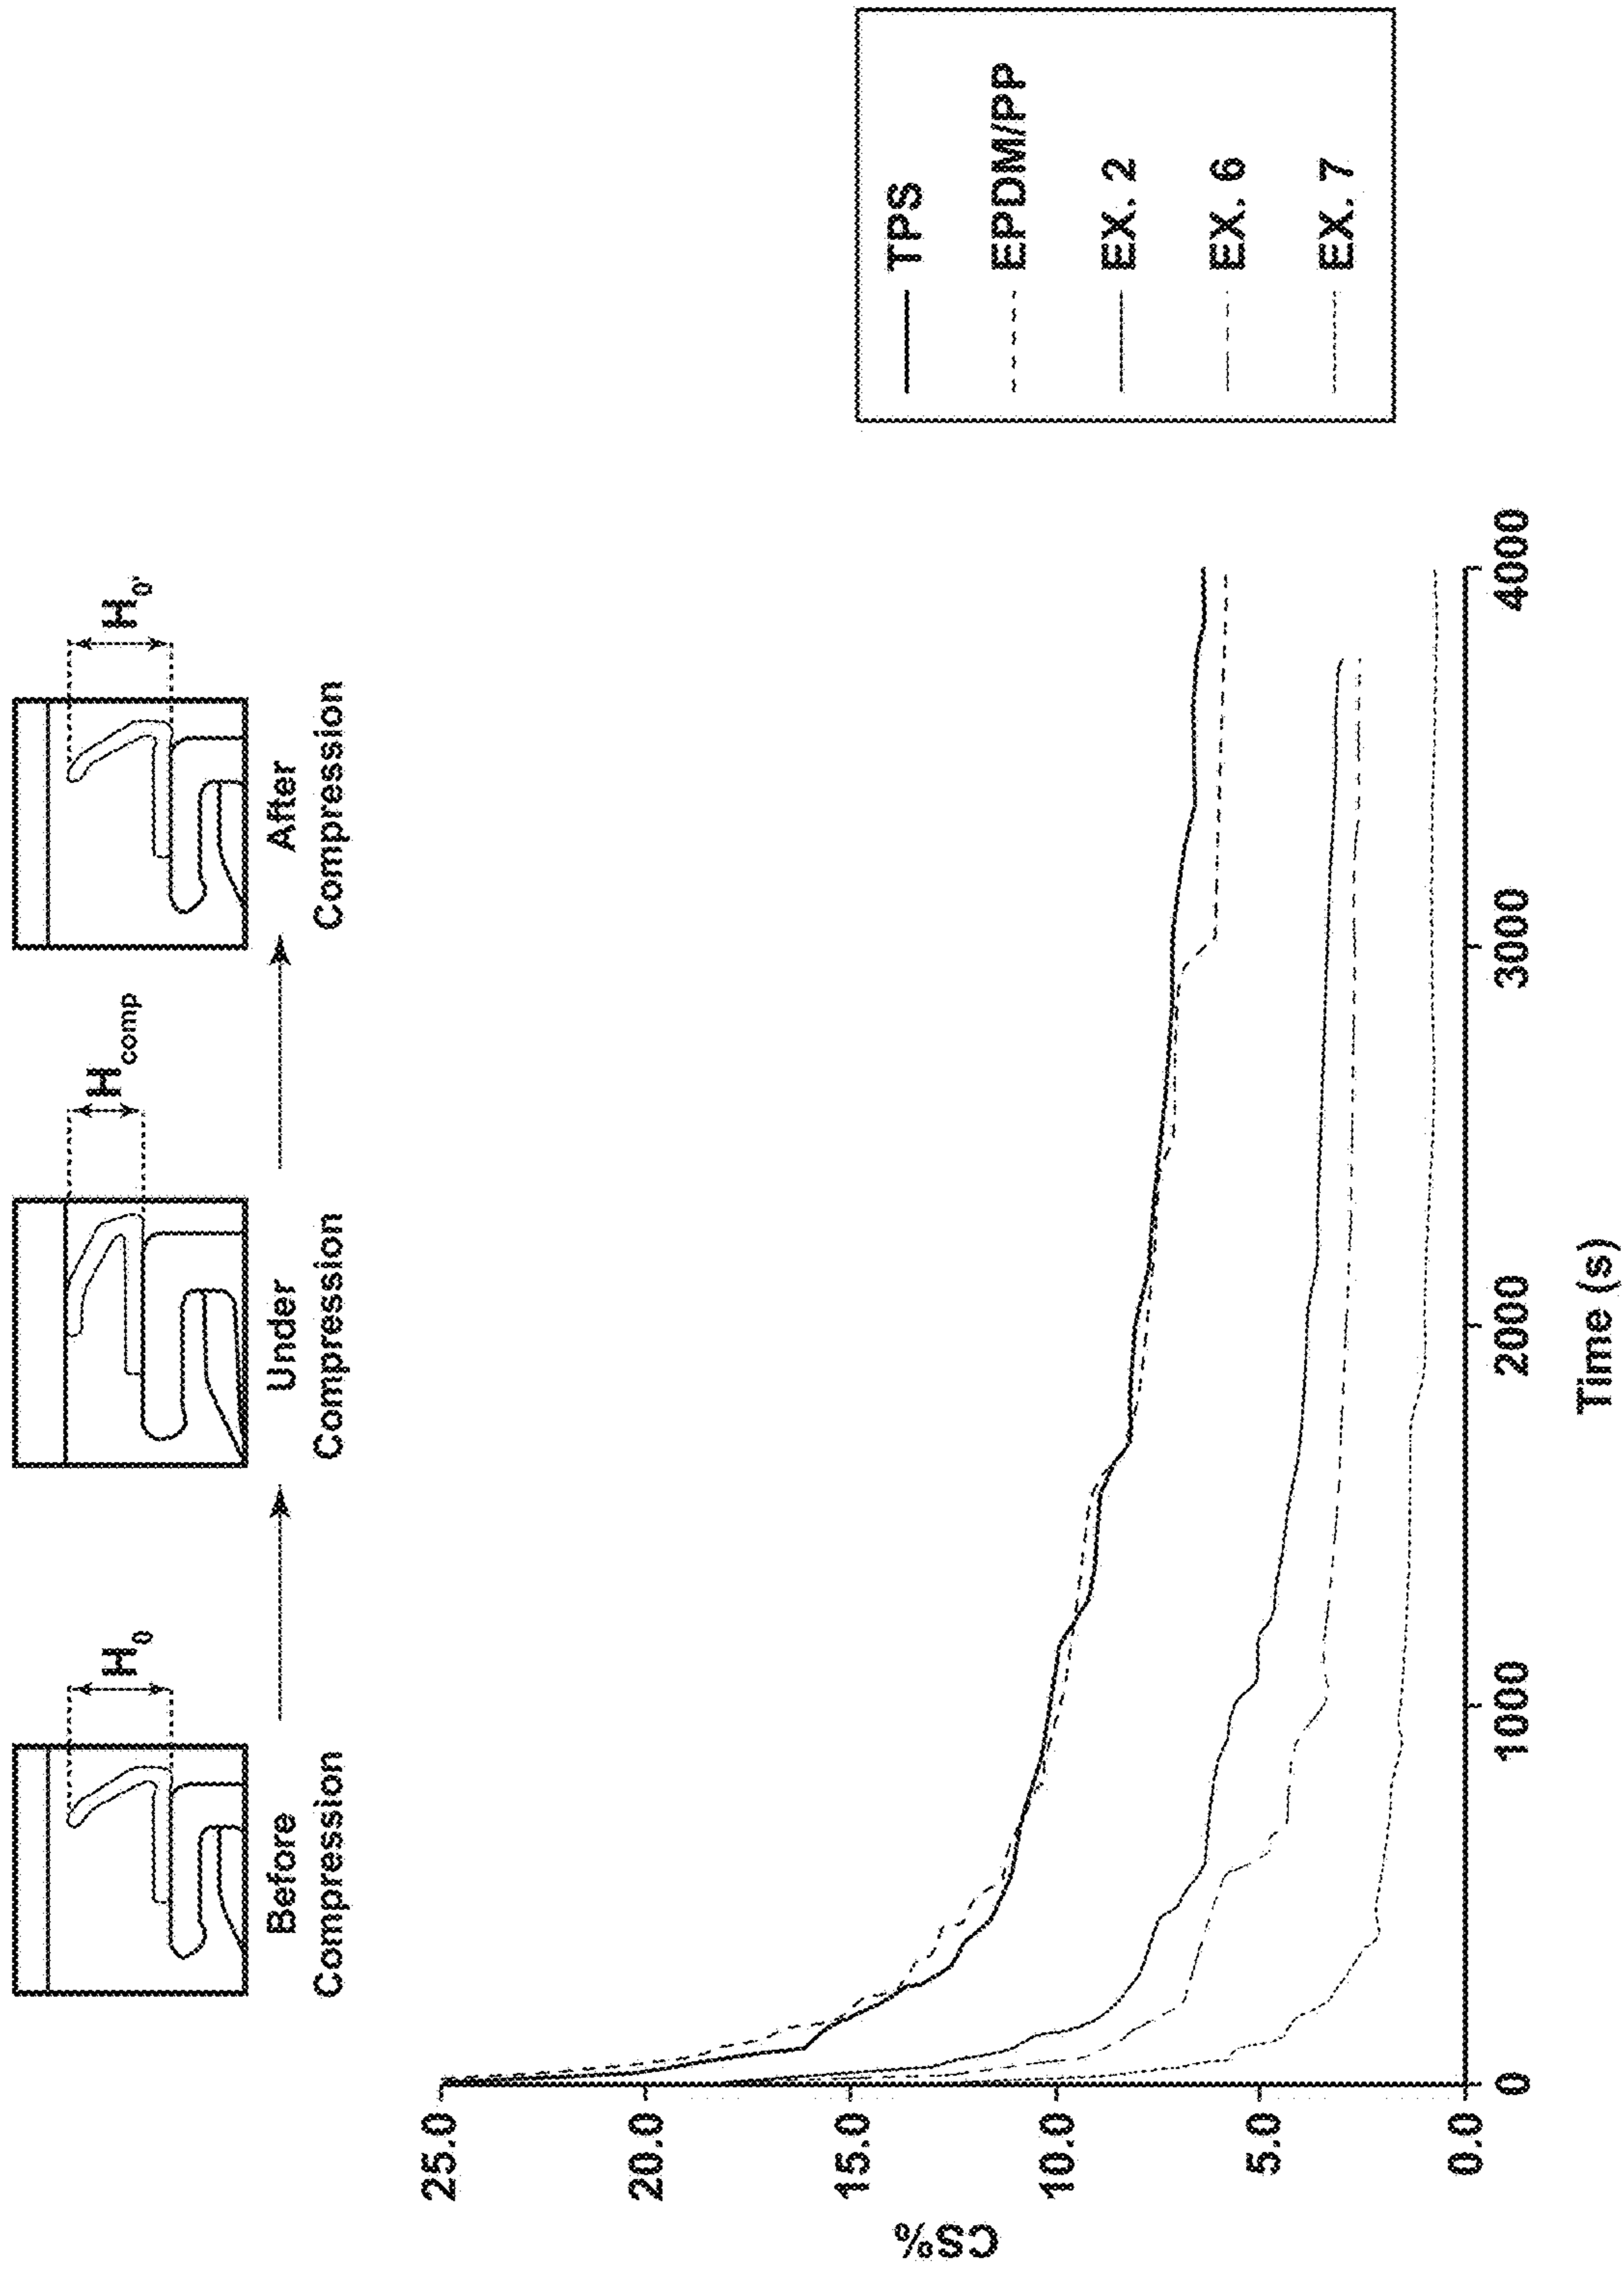 H0
Hcomp
H0'
Before
Compression
Under
Compression
After
Compression
CS%
25.0
20.0
15.0
10.0
5.0
0.0
0
1000
2000
3000
4000
Time (s)
TPS
EPDM/PP
EX. 2
EX. 6
EX. 7